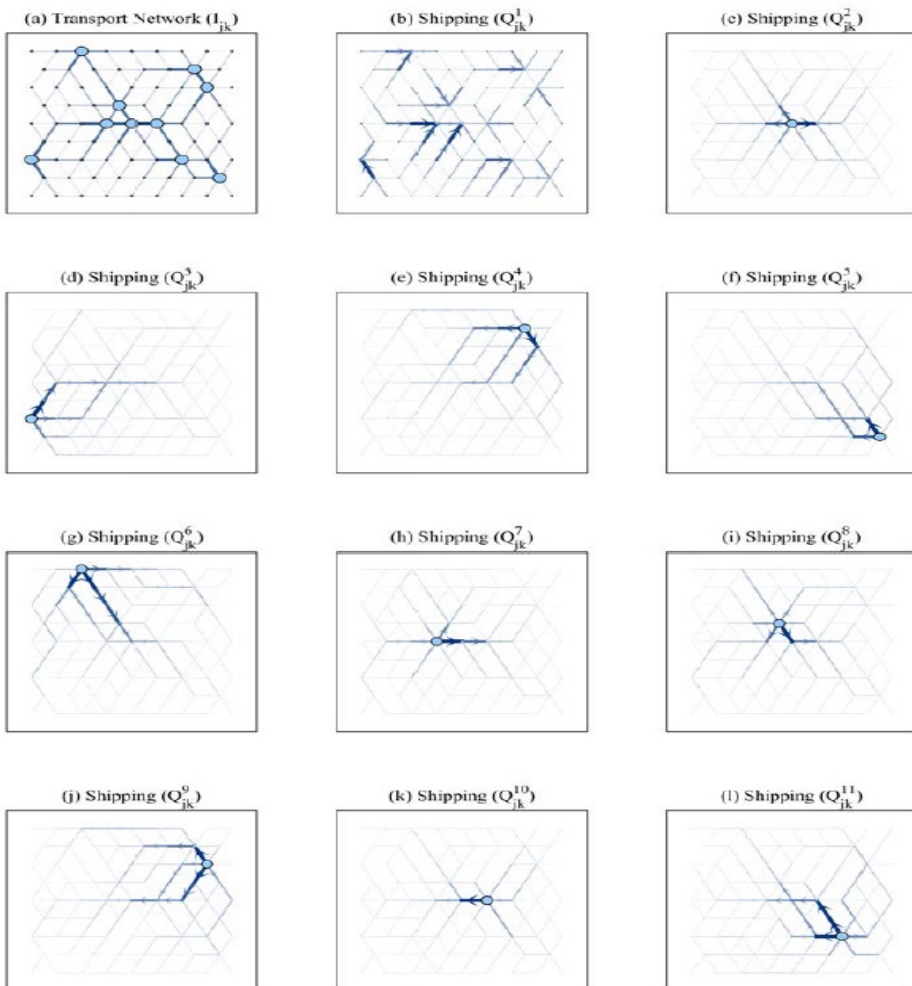 (a) Transport Network (I_jk)
(b) Shipping (Q^1_jk)
(c) Shipping (Q^2_jk)
(d) Shipping (Q^3_jk)
(e) Shipping (Q^4_jk)
(f) Shipping (Q^5_jk)
(g) Shipping (Q^6_jk)
(h) Shipping (Q^7_jk)
(i) Shipping (Q^8_jk)
(j) Shipping (Q^9_jk)
(k) Shipping (Q^10_jk)
(l) Shipping (Q^11_jk)